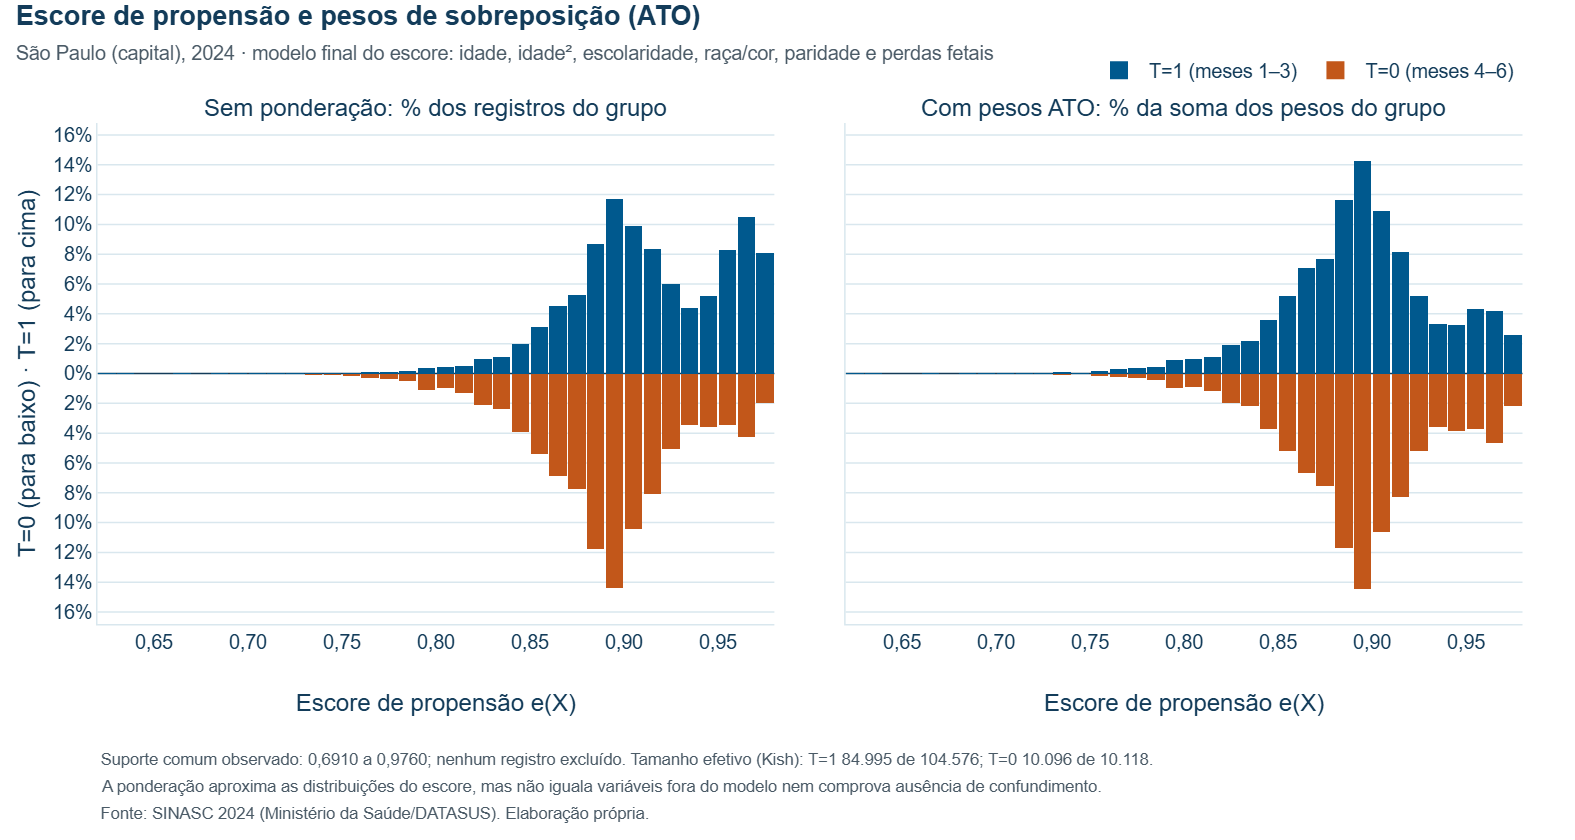 Escore de propensão e pesos de sobreposição (ATO)
São Paulo (capital), 2024 · modelo final do escore: idade, idade², escolaridade, raça/cor, paridade e perdas fetais
T=1 (meses 1–3)
T=0 (meses 4–6)
Sem ponderação: % dos registros do grupo
Com pesos ATO: % da soma dos pesos do grupo
T=0 (para baixo) · T=1 (para cima)
16%
14%
12%
10%
8%
6%
4%
2%
0%
2%
4%
6%
8%
10%
12%
14%
16%
0,65
0,70
0,75
0,80
0,85
0,90
0,95
0,65
0,70
0,75
0,80
0,85
0,90
0,95
Escore de propensão e(X)
Escore de propensão e(X)
Suporte comum observado: 0,6910 a 0,9760; nenhum registro excluído. Tamanho efetivo (Kish): T=1 84.995 de 104.576; T=0 10.096 de 10.118.
A ponderação aproxima as distribuições do escore, mas não iguala variáveis fora do modelo nem comprova ausência de confundimento.
Fonte: SINASC 2024 (Ministério da Saúde/DATASUS). Elaboração própria.